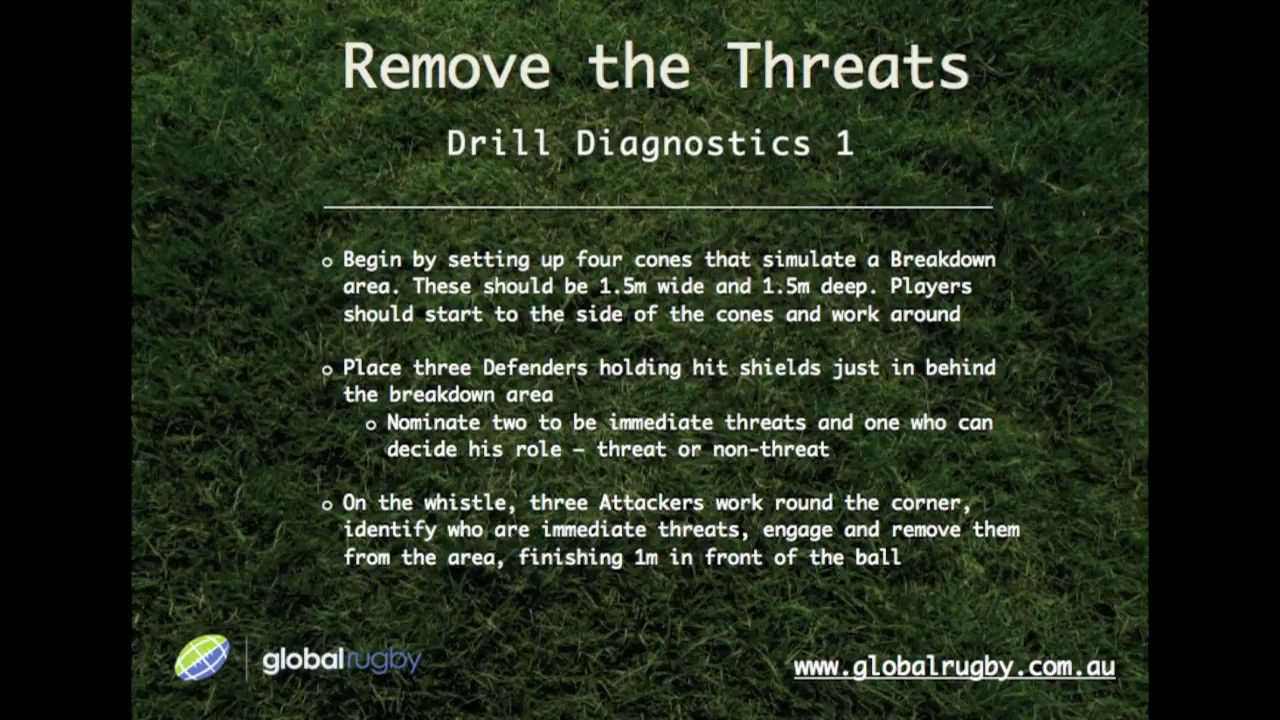 Remove the Threats
Drill Diagnostics 1
Begin by setting up four cones that simulate a Breakdown
area. These should be 1.5m wide and 1.5m deep. Players
should start to the side of the cones and work around
Place three Defenders holding hit shields just in behind
the breakdown area
Nominate two to be immediate threats and one who can
decide his role – threat or non-threat
On the whistle, three Attackers work round the corner,
identify who are immediate threats, engage and remove them
from the area, finishing 1m in front of the ball
globalrugby
www.globalrugby.com.au